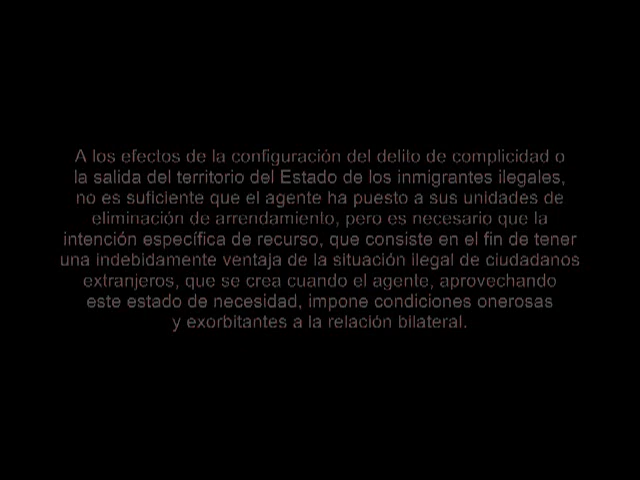 A los efectos de la configuración del delito de complicidad o
la salida del territorio del Estado de los inmigrantes ilegales,
no es suficiente que el agente ha puesto a sus unidades de
eliminación de arrendamiento, pero es necesario que la
intención específica de recurso, que consiste en el fin de tener
una indebidamente ventaja de la situación ilegal de ciudadanos
extranjeros, que se crea cuando el agente, aprovechando
este estado de necesidad, impone condiciones onerosas
y exorbitantes a la relación bilateral.